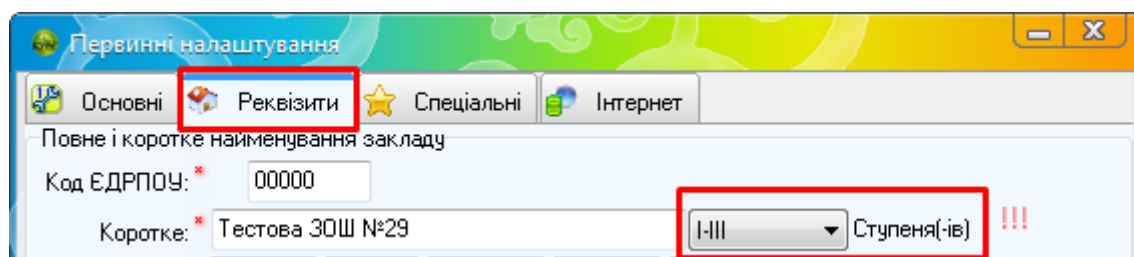 Первинні налаштування
Основні Реквізити Спеціальні Інтернет
Повне і коротке найменування закладу
Код ЄДРПОУ: * 00000
Коротке: * Тестова ЗОШ №29 I-III Ступеня(-ів) !!!